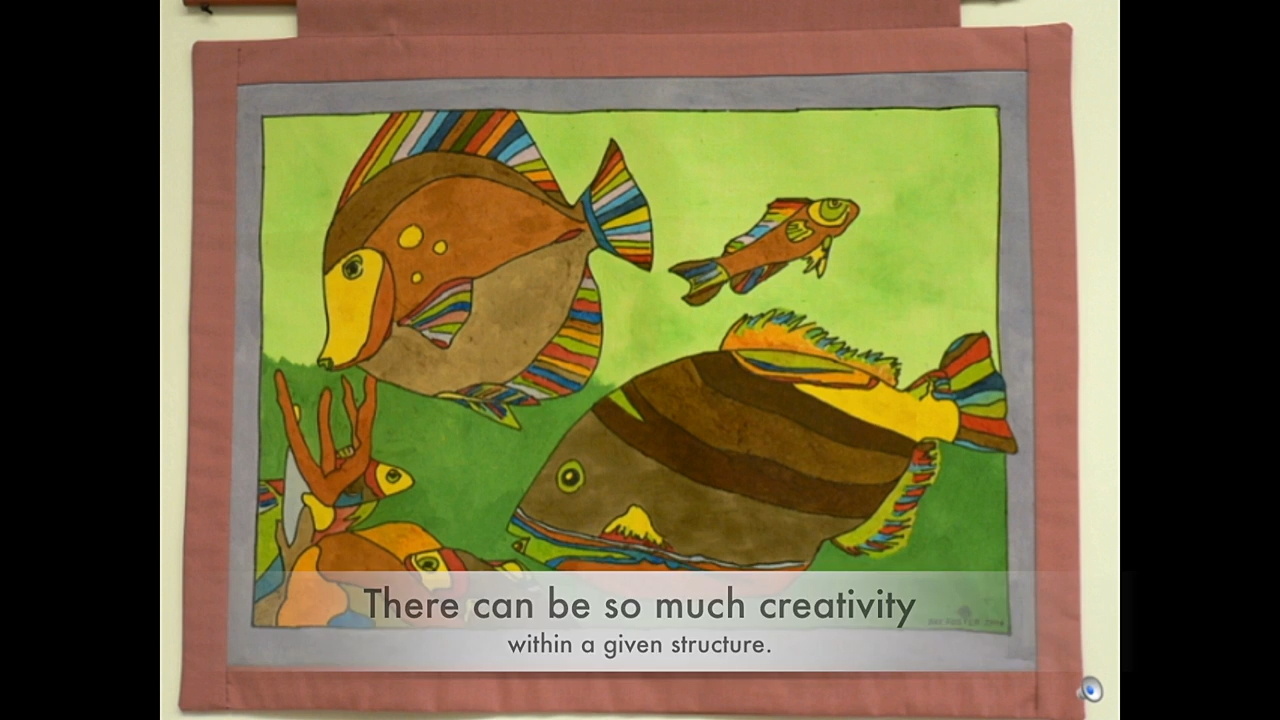 There can be so much creativity
within a given structure.